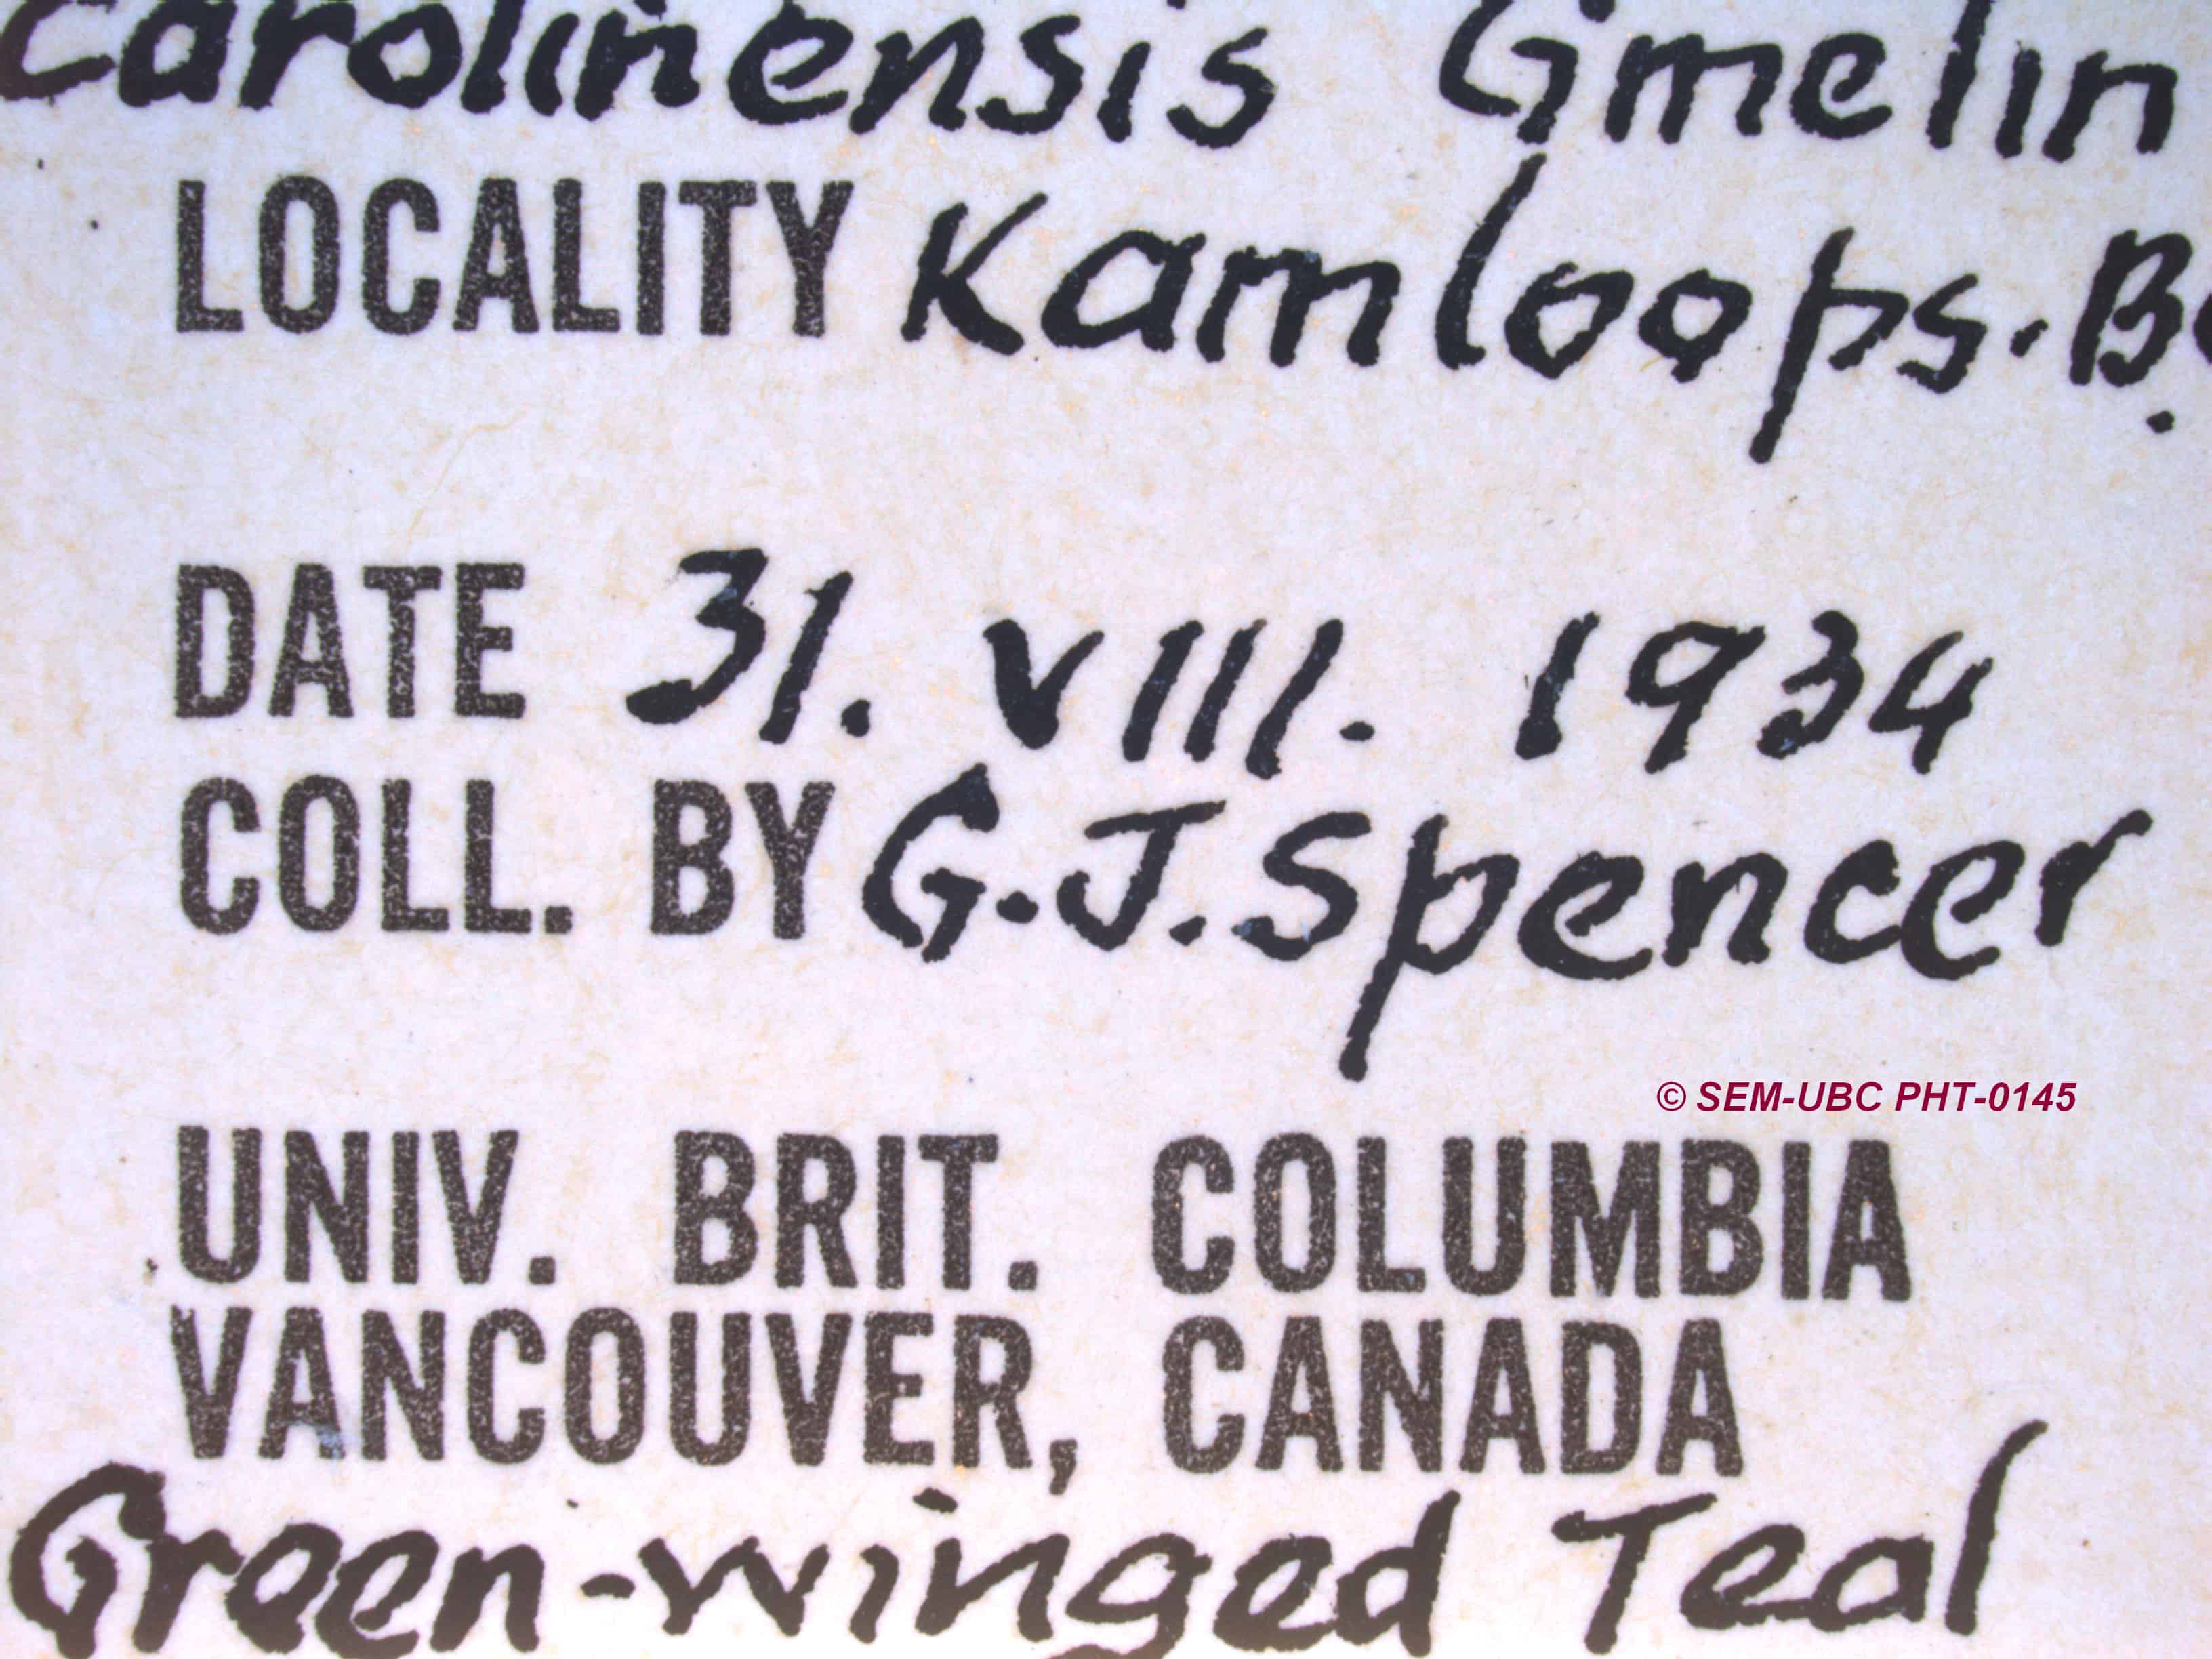 carolinensis Gmelin
LOCALITY Kamloops. B.
DATE 31. VIII. 1934
COLL. BY G.J. Spencer
© SEM-UBC PHT-0145
UNIV. BRIT. COLUMBIA
VANCOUVER, CANADA
Green-winged Teal